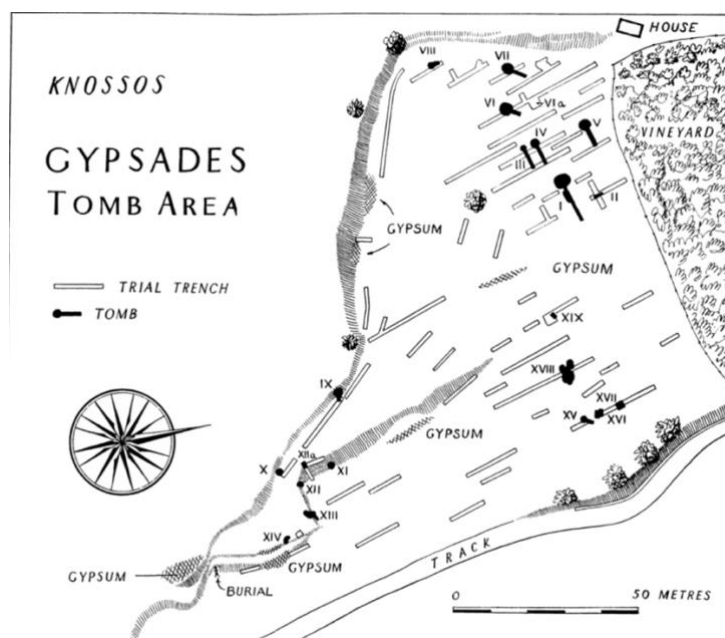 HOUSE
KNOSSOS
GYPSADES
TOMB AREA
TRIAL TRENCH
TOMB
VIII
VII
VI
VIa
V
IV
III
VINEYARD
I
II
GYPSUM
GYPSUM
XIX
XVIII
IX
XVII
XV
XVI
GYPSUM
XIIa
X
XI
XII
XIII
XIV
GYPSUM
GYPSUM
BURIAL
TRACK
0 50 METRES